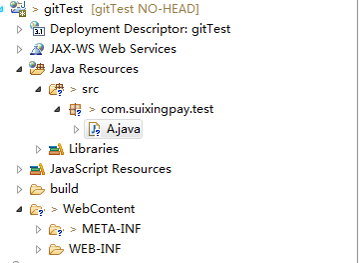 > gitTest [gitTest NO-HEAD]
Deployment Descriptor: gitTest
JAX-WS Web Services
Java Resources
> src
> com.suixingpay.test
A.java
Libraries
JavaScript Resources
build
> WebContent
> META-INF
WEB-INF